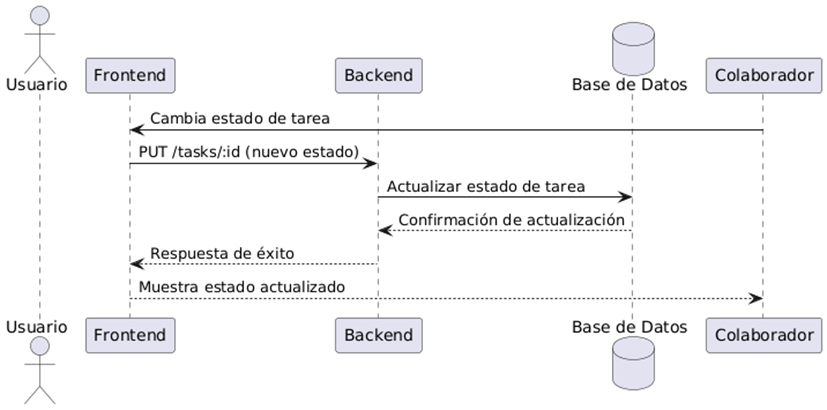 Usuario
Frontend
Backend
Base de Datos
Colaborador
Cambia estado de tarea
PUT /tasks/:id (nuevo estado)
Actualizar estado de tarea
Confirmación de actualización
Respuesta de éxito
Muestra estado actualizado
Usuario
Frontend
Backend
Base de Datos
Colaborador